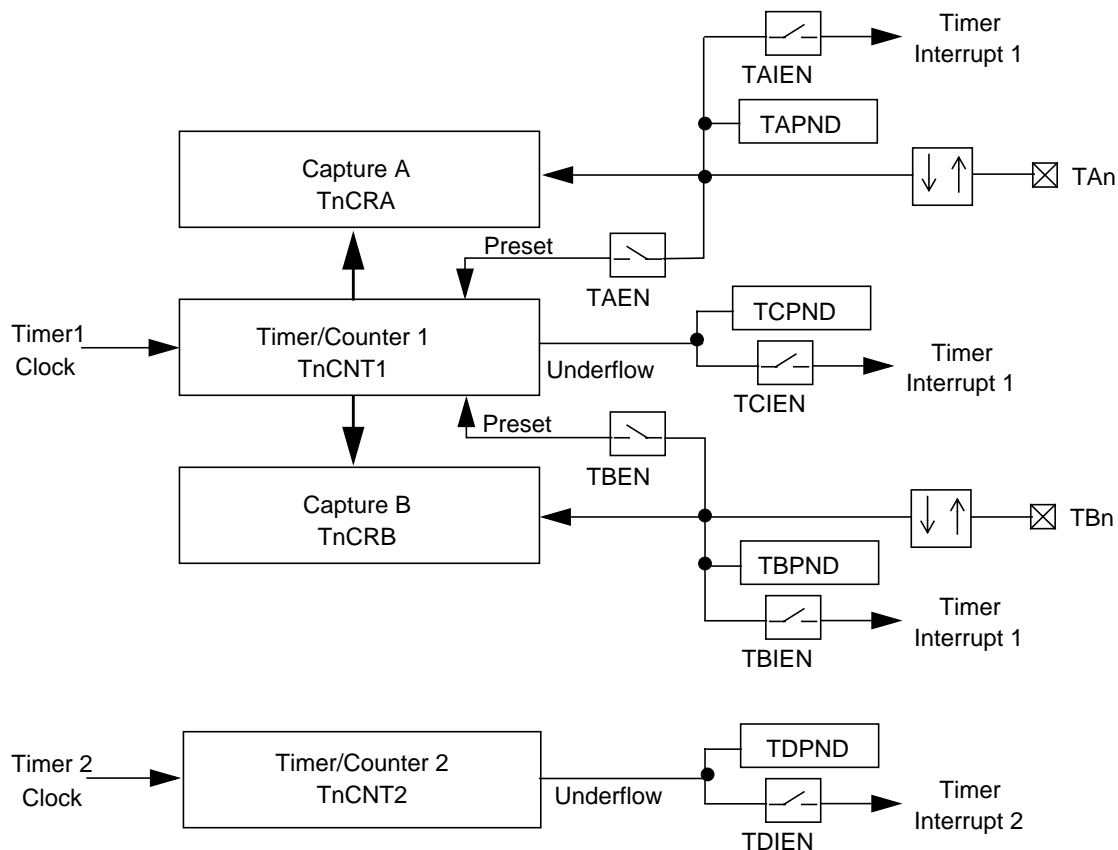 Timer
Interrupt 1
TAIEN
TAPND
Capture A
TnCRA
TAn
Preset
TAEN
Timer1
Clock
Timer/Counter 1
TnCNT1
Underflow
TCPND
Timer
Interrupt 1
TCIEN
Preset
TBEN
Capture B
TnCRB
TBn
TBPND
Timer
Interrupt 1
TBIEN
Timer 2
Clock
Timer/Counter 2
TnCNT2
Underflow
TDPND
Timer
Interrupt 2
TDIEN